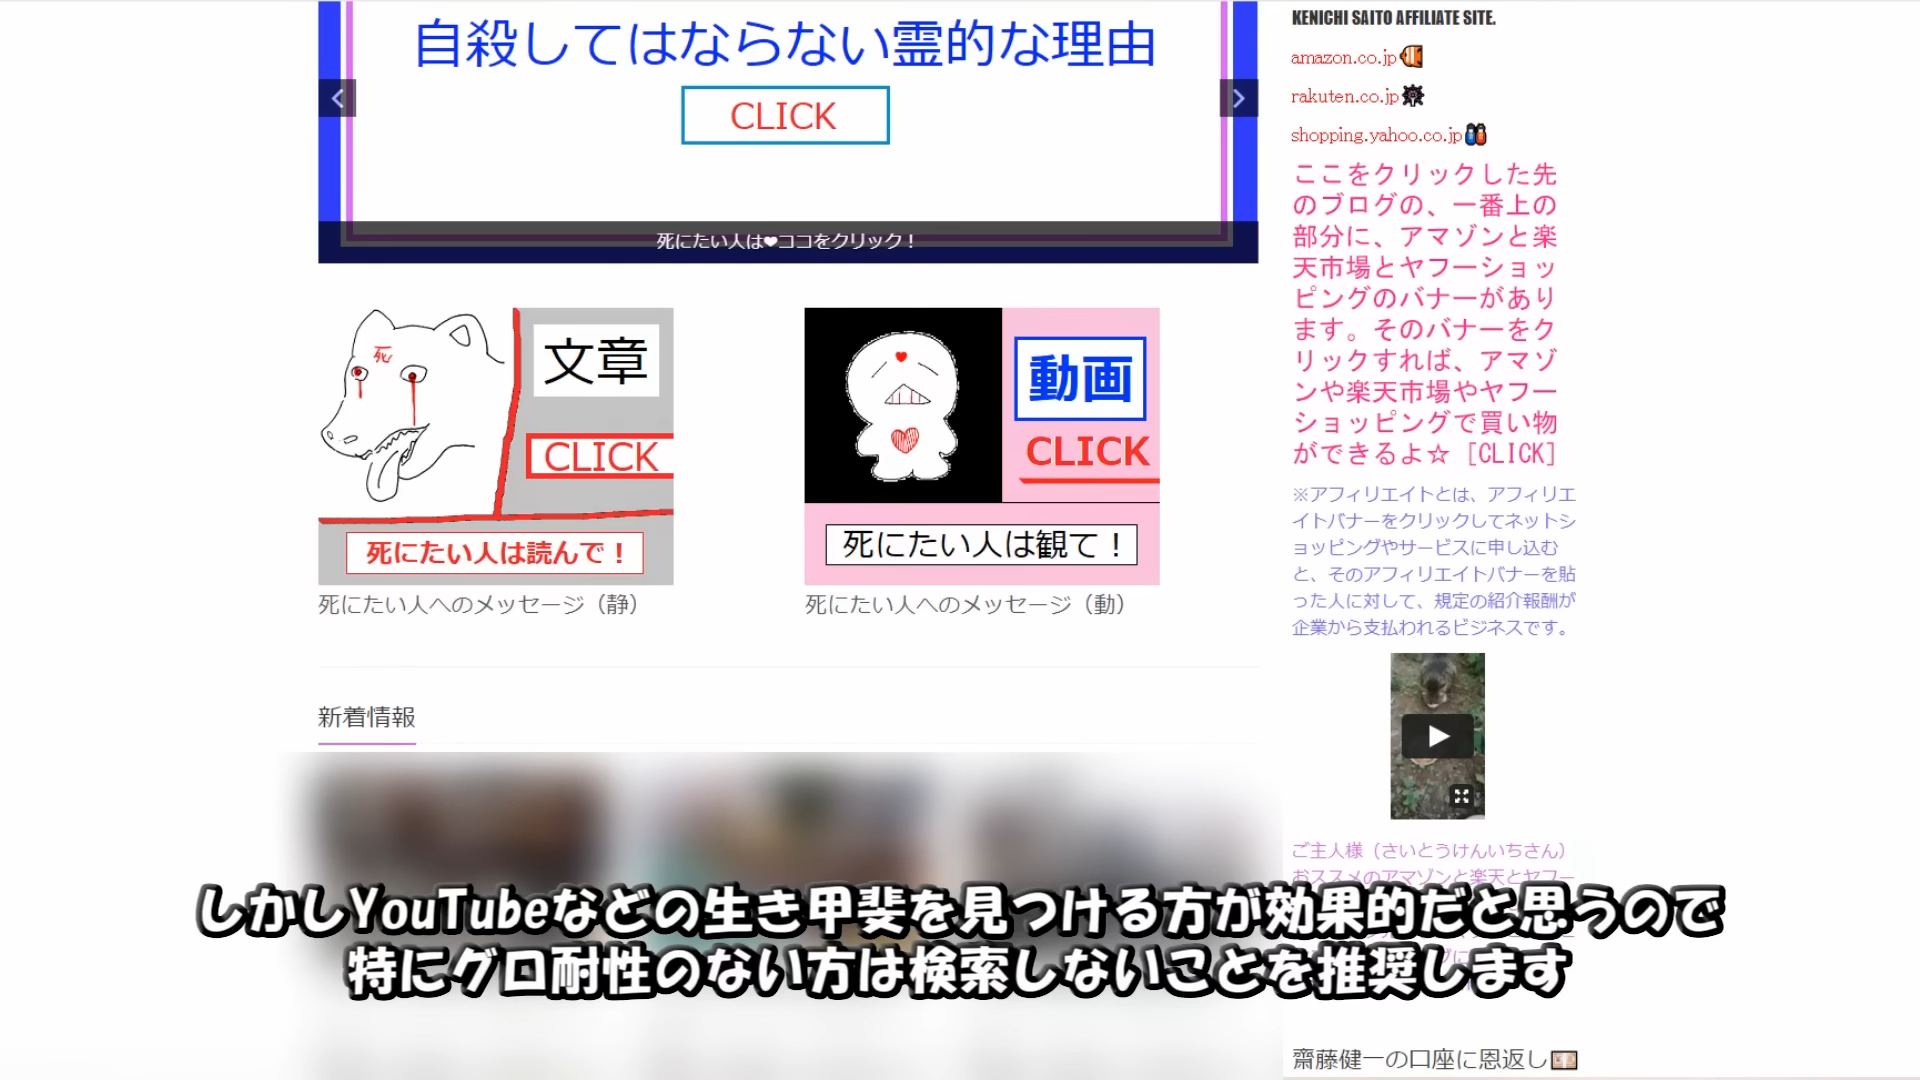 自殺してはならない霊的な理由
CLICK
死にたい人は❤ココをクリック！
死
文章
CLICK
死にたい人は読んで！
死にたい人へのメッセージ（静）
動画
CLICK
死にたい人は観て！
死にたい人へのメッセージ（動）
新着情報
KENICHI SAITO AFFILIATE SITE.
amazon.co.jp
rakuten.co.jp
shopping.yahoo.co.jp
ここをクリックした先
のブログの、一番上の
部分に、アマゾンと楽
天市場とヤフーショッ
ピングのバナーがあり
ます。そのバナーをク
リックすれば、アマゾ
ンや楽天市場やヤフー
ショッピングで買い物
ができるよ☆［CLICK］
※アフィリエイトとは、アフィリエ
イトバナーをクリックしてネットシ
ョッピングやサービスに申し込む
と、そのアフィリエイトバナーを貼
った人に対して、規定の紹介報酬が
企業から支払われるビジネスです。
ご主人様（さいとうけんいちさん）
おススメのアマゾンと楽天とヤフー
しかしYouTubeなどの生き甲斐を見つける方が効果的だと思うので
特にグロ耐性のない方は検索しないことを推奨します
齋藤健一の口座に恩返し